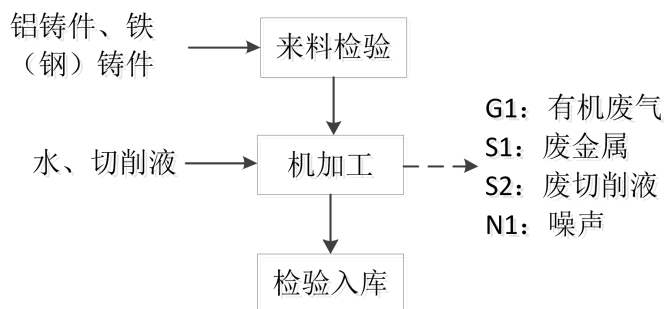 铝铸件、铁
（钢）铸件
来料检验
水、切削液
机加工
G1：有机废气
S1：废金属
S2：废切削液
N1：噪声
检验入库